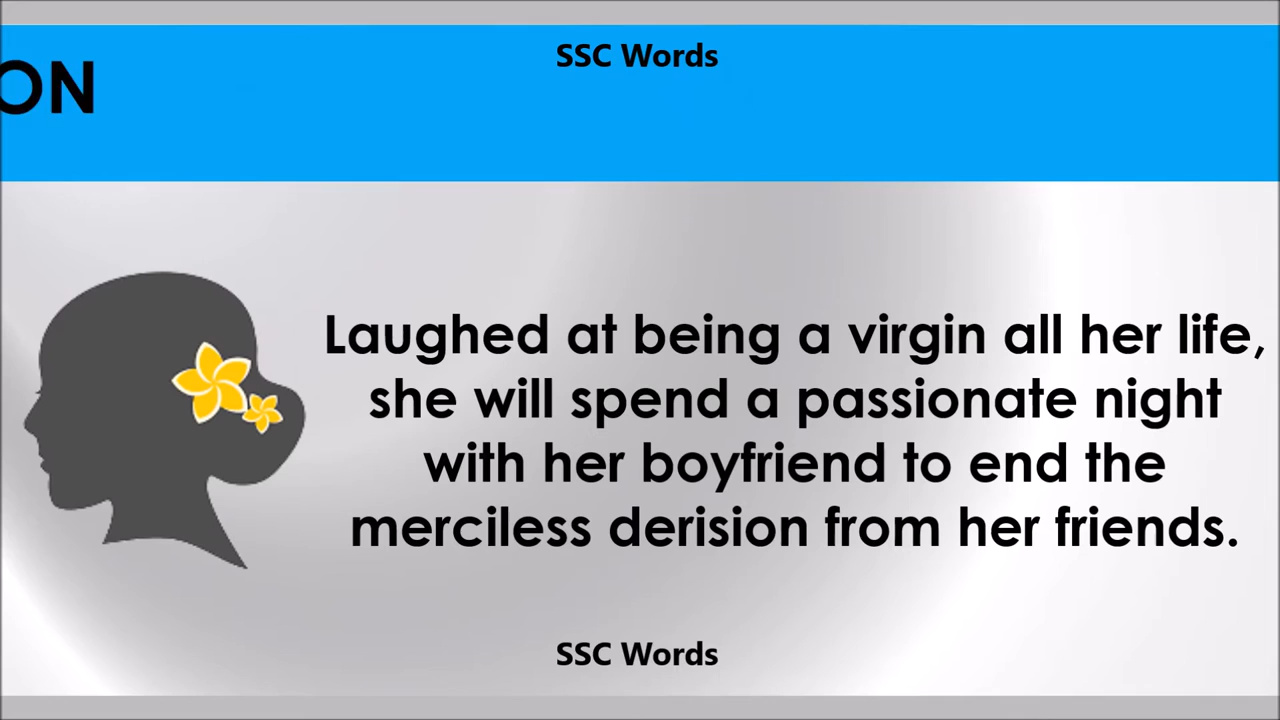 SSC Words
ON
Laughed at being a virgin all her life,
she will spend a passionate night
with her boyfriend to end the
merciless derision from her friends.
SSC Words